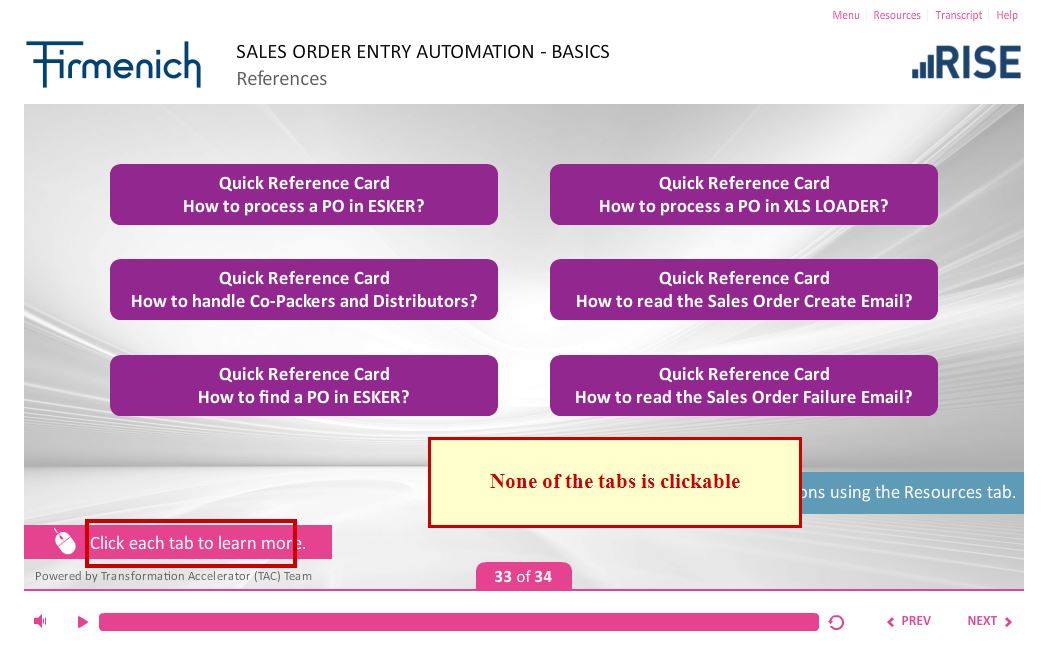 Menu Resources Transcript Help
Firmenich
SALES ORDER ENTRY AUTOMATION - BASICS
References
RISE
Quick Reference Card
How to process a PO in ESKER?
Quick Reference Card
How to process a PO in XLS LOADER?
Quick Reference Card
How to handle Co-Packers and Distributors?
Quick Reference Card
How to read the Sales Order Create Email?
Quick Reference Card
How to find a PO in ESKER?
Quick Reference Card
How to read the Sales Order Failure Email?
None of the tabs is clickable
using the Resources tab.
Click each tab to learn more.
Powered by Transformation Accelerator (TAC) Team
33 of 34
PREV NEXT